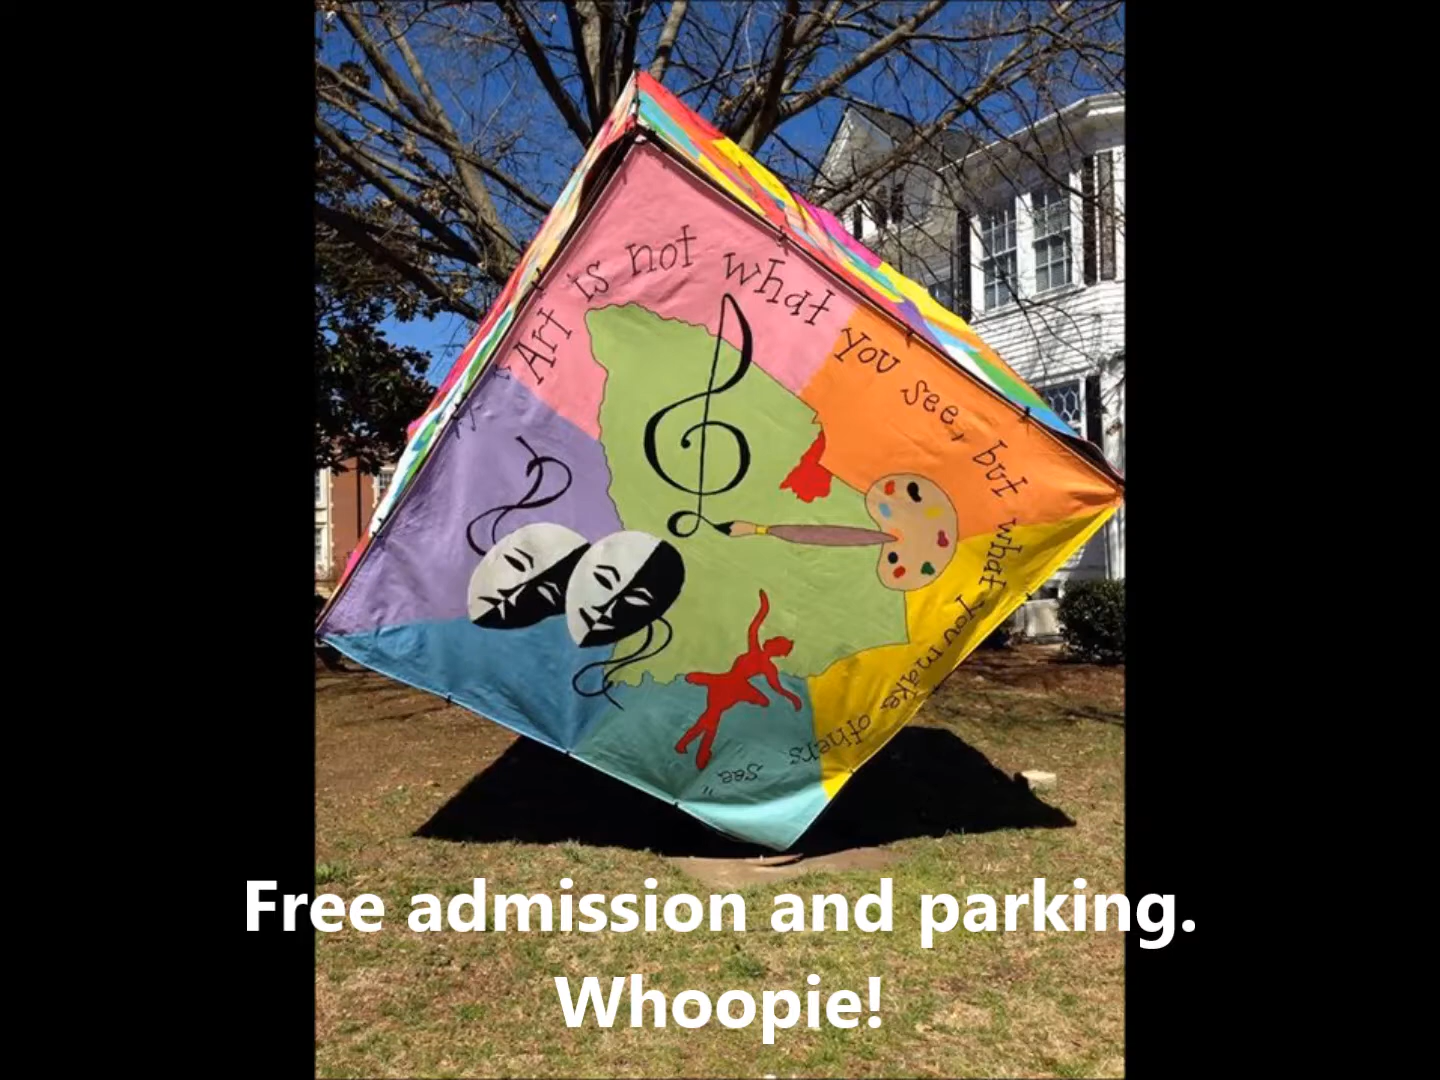 "Art is not what you see, but what you make others see"
Free admission and parking.
Whoopie!